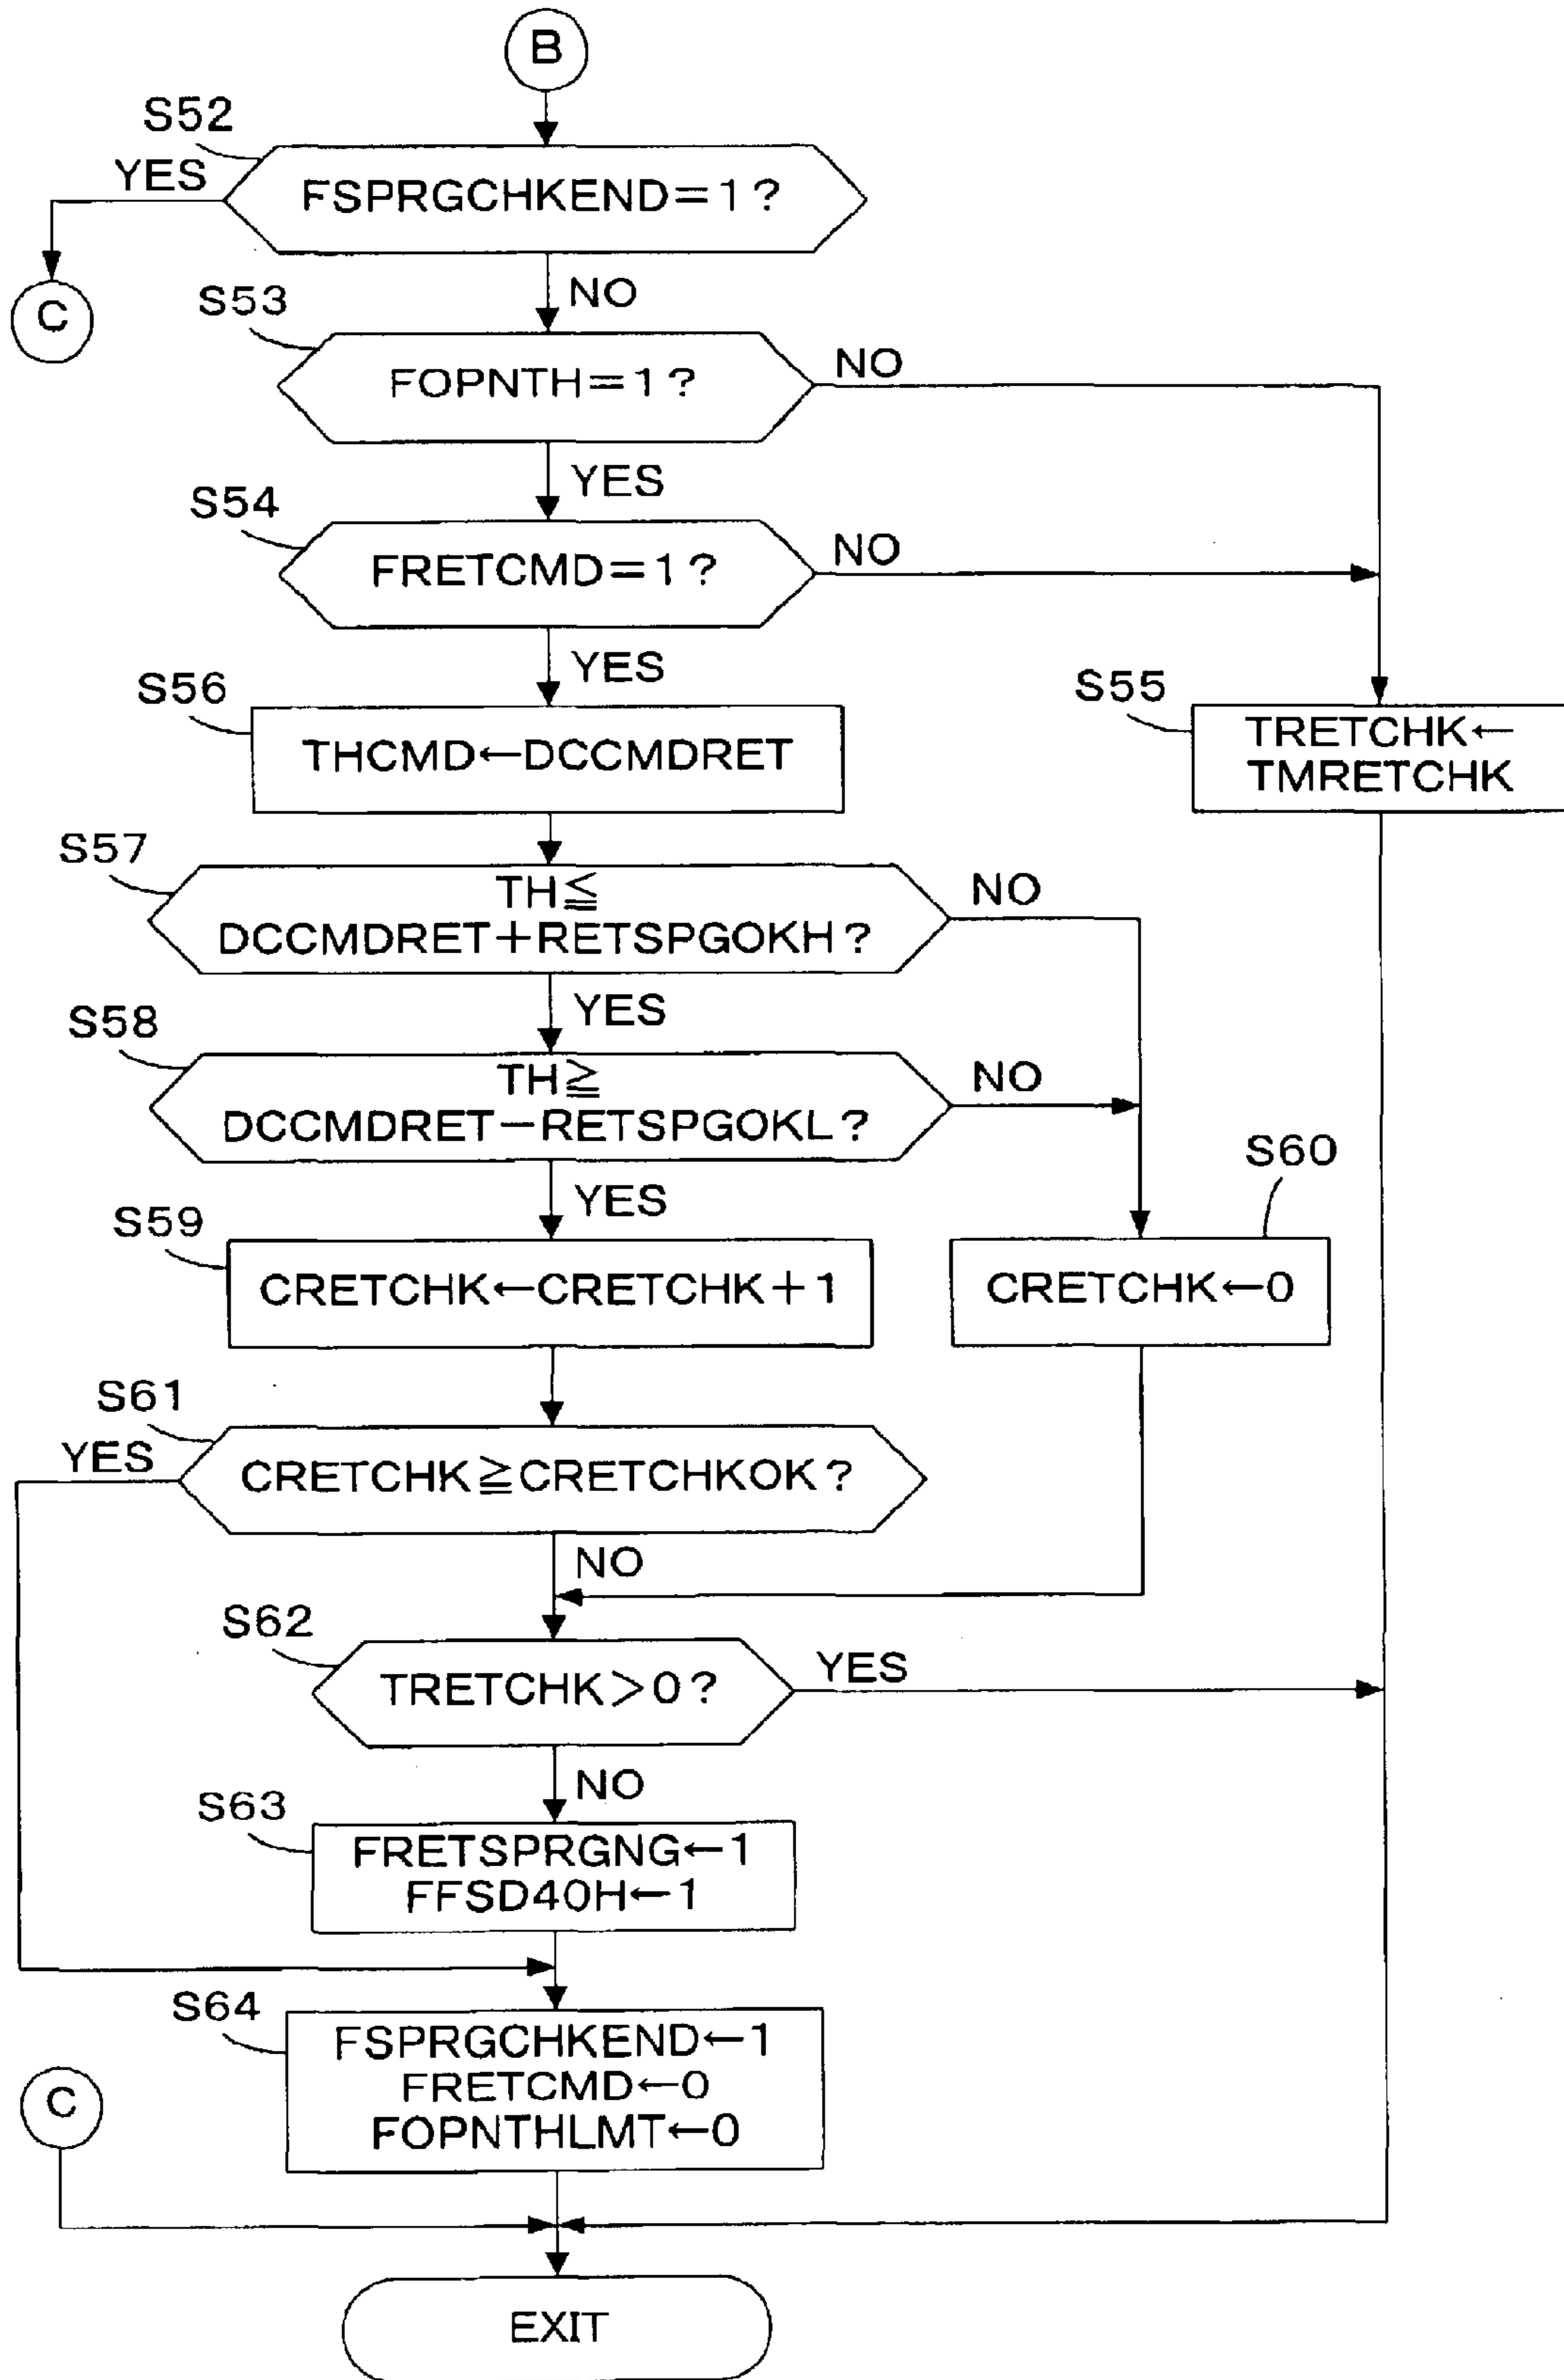 B
S52
YES
FSPRGCHKEND=1?
C
NO
S53
FOPNTH=1?
NO
YES
S54
FRETCMD=1?
NO
YES
S56
THCMD←DCCMDRET
S55
TRETCHK←
TMRETCHK
S57
TH≦
DCCMDRET+RETSPGOKH?
NO
YES
S58
TH≧
DCCMDRET−RETSPGOKL?
NO
YES
S59
CRETCHK←CRETCHK+1
S60
CRETCHK←0
S61
YES
CRETCHK≧CRETCHKOK?
NO
S62
TRETCHK>0?
YES
NO
S63
FRETSPRGNG←1
FFSD40H←1
S64
FSPRGCHKEND←1
FRETCMD←0
FOPNTHLMT←0
C
EXIT